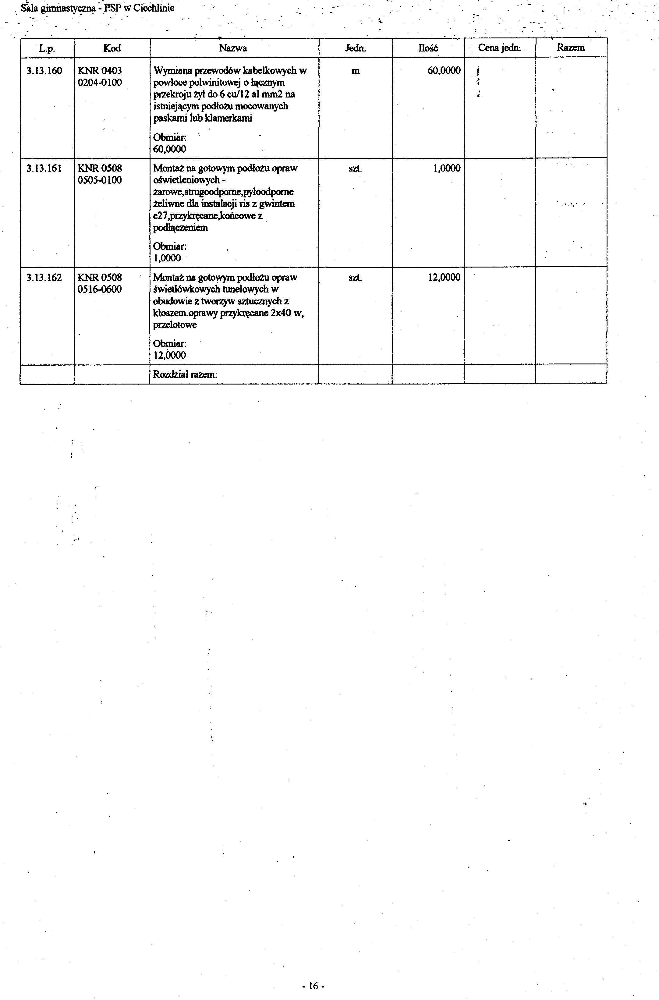 Sala gimnastyczna - PSP w Ciechlinie
L.p. Kod Nazwa Jedn. Ilość Cena jedn. Razem
3.13.160 KNR 0403 Wymiana przewodów kabelkowych w m 60,0000
0204-0100 powłoce polwinitowej o łącznym
przekroju żył do 6 cu/12 al mm2 na
istniejącym podłożu mocowanych
paskami lub klamerkami
Obmiar:
60,0000
3.13.161 KNR 0508 Montaż na gotowym podłożu opraw szt. 1,0000
0505-0100 oświetleniowych -
żarowe,strugoodporne,pyłoodporne
żeliwne dla instalacji ris z gwintem
e27,przykręcane,końcowe z
podłączeniem
Obmiar:
1,0000
3.13.162 KNR 0508 Montaż na gotowym podłożu opraw szt. 12,0000
0516-0600 świetlówkowych tunelowych w
obudowie z tworzyw sztucznych z
kloszem.oprawy przykręcane 2x40 w,
przelotowe
Obmiar:
12,0000
Rozdział razem:
- 16 -